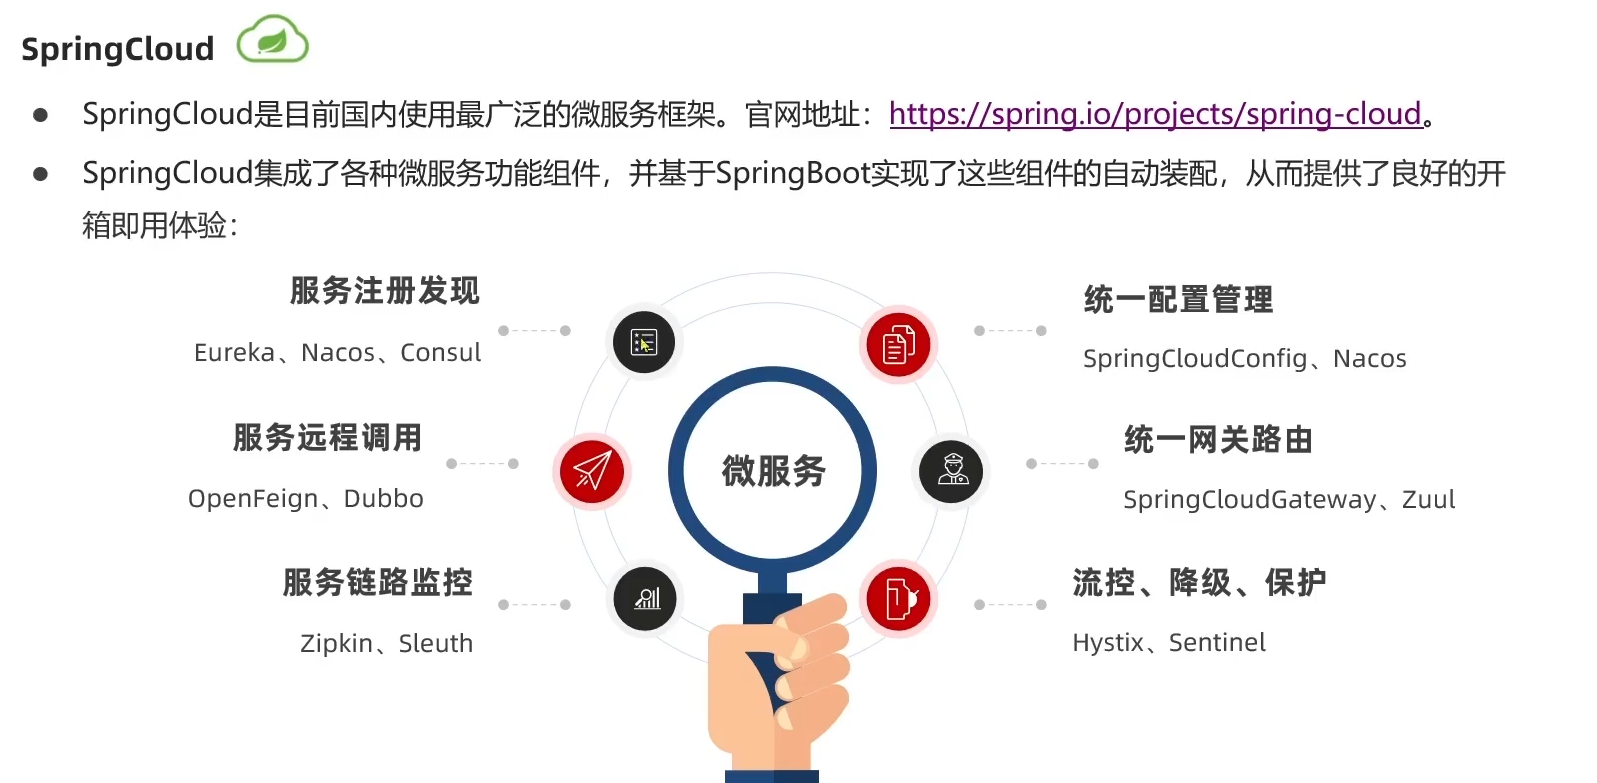 SpringCloud
SpringCloud是目前国内使用最广泛的微服务框架。官网地址：https://spring.io/projects/spring-cloud。
SpringCloud集成了各种微服务功能组件，并基于SpringBoot实现了这些组件的自动装配，从而提供了良好的开
箱即用体验：
服务注册发现
Eureka、Nacos、Consul
统一配置管理
SpringCloudConfig、Nacos
服务远程调用
OpenFeign、Dubbo
微服务
统一网关路由
SpringCloudGateway、Zuul
服务链路监控
Zipkin、Sleuth
流控、降级、保护
Hystix、Sentinel